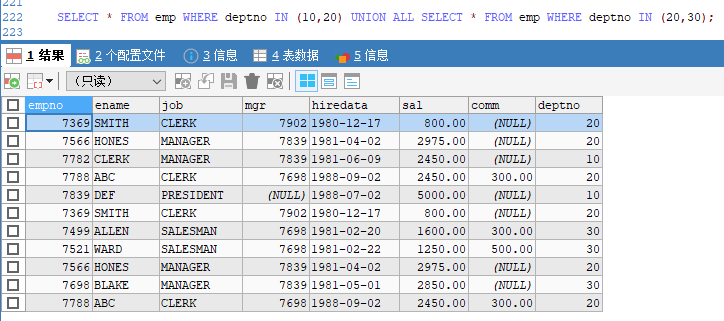 221
222 SELECT * FROM emp WHERE deptno IN (10,20) UNION ALL SELECT * FROM emp WHERE deptno IN (20,30);
223
1 结果 2 个配置文件 3 信息 4 表数据 5 信息
（只读）
empno ename job mgr hiredata sal comm deptno
7369 SMITH CLERK 7902 1980-12-17 800.00 (NULL) 20
7566 HONES MANAGER 7839 1981-04-02 2975.00 (NULL) 20
7782 CLERK MANAGER 7839 1981-06-09 2450.00 (NULL) 10
7788 ABC CLERK 7698 1988-09-02 2450.00 300.00 20
7839 DEF PRESIDENT (NULL) 1988-07-02 5000.00 (NULL) 10
7369 SMITH CLERK 7902 1980-12-17 800.00 (NULL) 20
7499 ALLEN SALESMAN 7698 1981-02-20 1600.00 300.00 30
7521 WARD SALESMAN 7698 1981-02-22 1250.00 500.00 30
7566 HONES MANAGER 7839 1981-04-02 2975.00 (NULL) 20
7698 BLAKE MANAGER 7839 1981-05-01 2850.00 (NULL) 30
7788 ABC CLERK 7698 1988-09-02 2450.00 300.00 20